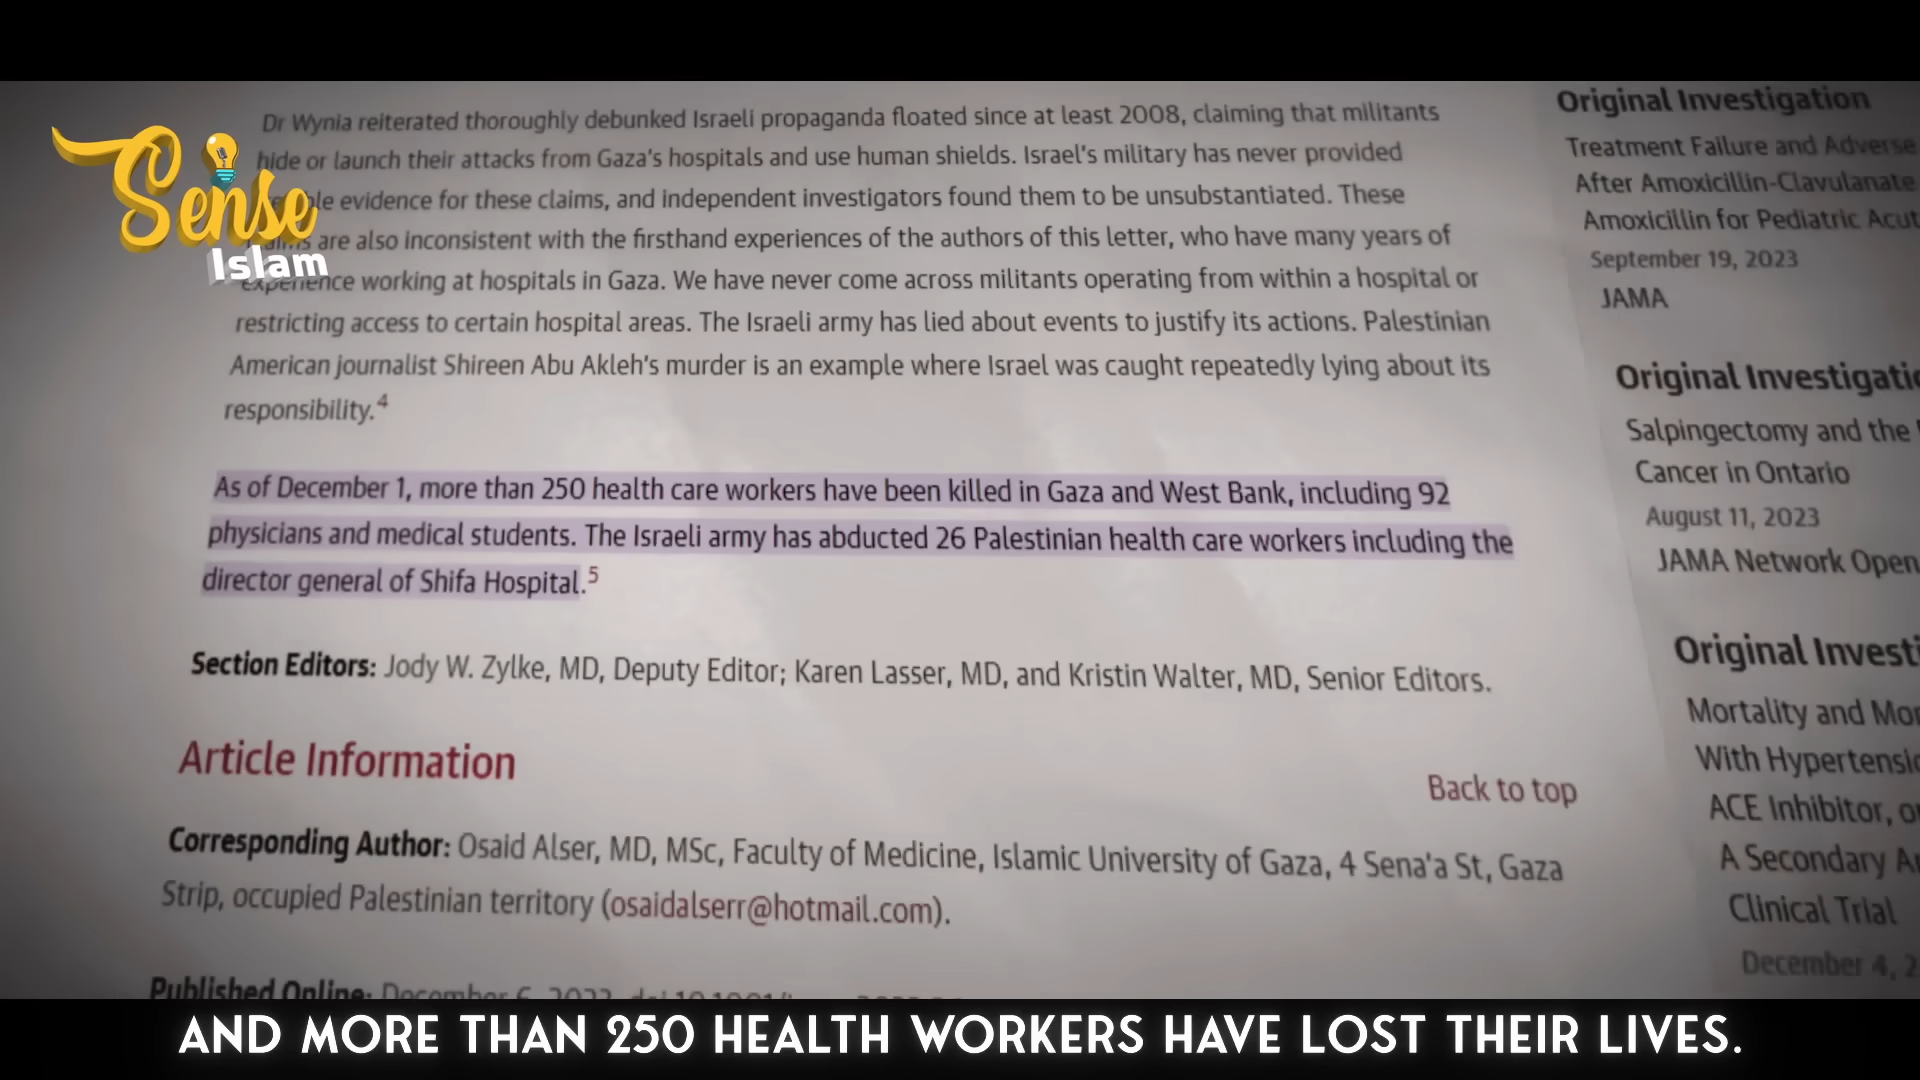 Sense
Islam
Dr Wynia reiterated thoroughly debunked Israeli propaganda floated since at least 2008, claiming that militants
hide or launch their attacks from Gaza's hospitals and use human shields. Israel's military has never provided
evidence for these claims, and independent investigators found them to be unsubstantiated. These
are also inconsistent with the firsthand experiences of the authors of this letter, who have many years of
experience working at hospitals in Gaza. We have never come across militants operating from within a hospital or
restricting access to certain hospital areas. The Israeli army has lied about events to justify its actions. Palestinian
American journalist Shireen Abu Akleh's murder is an example where Israel was caught repeatedly lying about its
responsibility.4
As of December 1, more than 250 health care workers have been killed in Gaza and West Bank, including 92
physicians and medical students. The Israeli army has abducted 26 Palestinian health care workers including the
director general of Shifa Hospital.5
Section Editors: Jody W. Zylke, MD, Deputy Editor; Karen Lasser, MD, and Kristin Walter, MD, Senior Editors.
Article Information
Back to top
Corresponding Author: Osaid Alser, MD, MSc, Faculty of Medicine, Islamic University of Gaza, 4 Sena'a St, Gaza
Strip, occupied Palestinian territory (osaidalserr@hotmail.com).
Published Online: December 6, 2023.
Original Investigation
Treatment Failure and Adverse
After Amoxicillin-Clavulanate
Amoxicillin for Pediatric Acut
September 19, 2023
JAMA
Original Investigatio
Salpingectomy and the
Cancer in Ontario
August 11, 2023
JAMA Network Open
Original Investi
Mortality and Mor
With Hypertensio
ACE Inhibitor, o
A Secondary A
Clinical Trial
December 4, 2
AND MORE THAN 250 HEALTH WORKERS HAVE LOST THEIR LIVES.